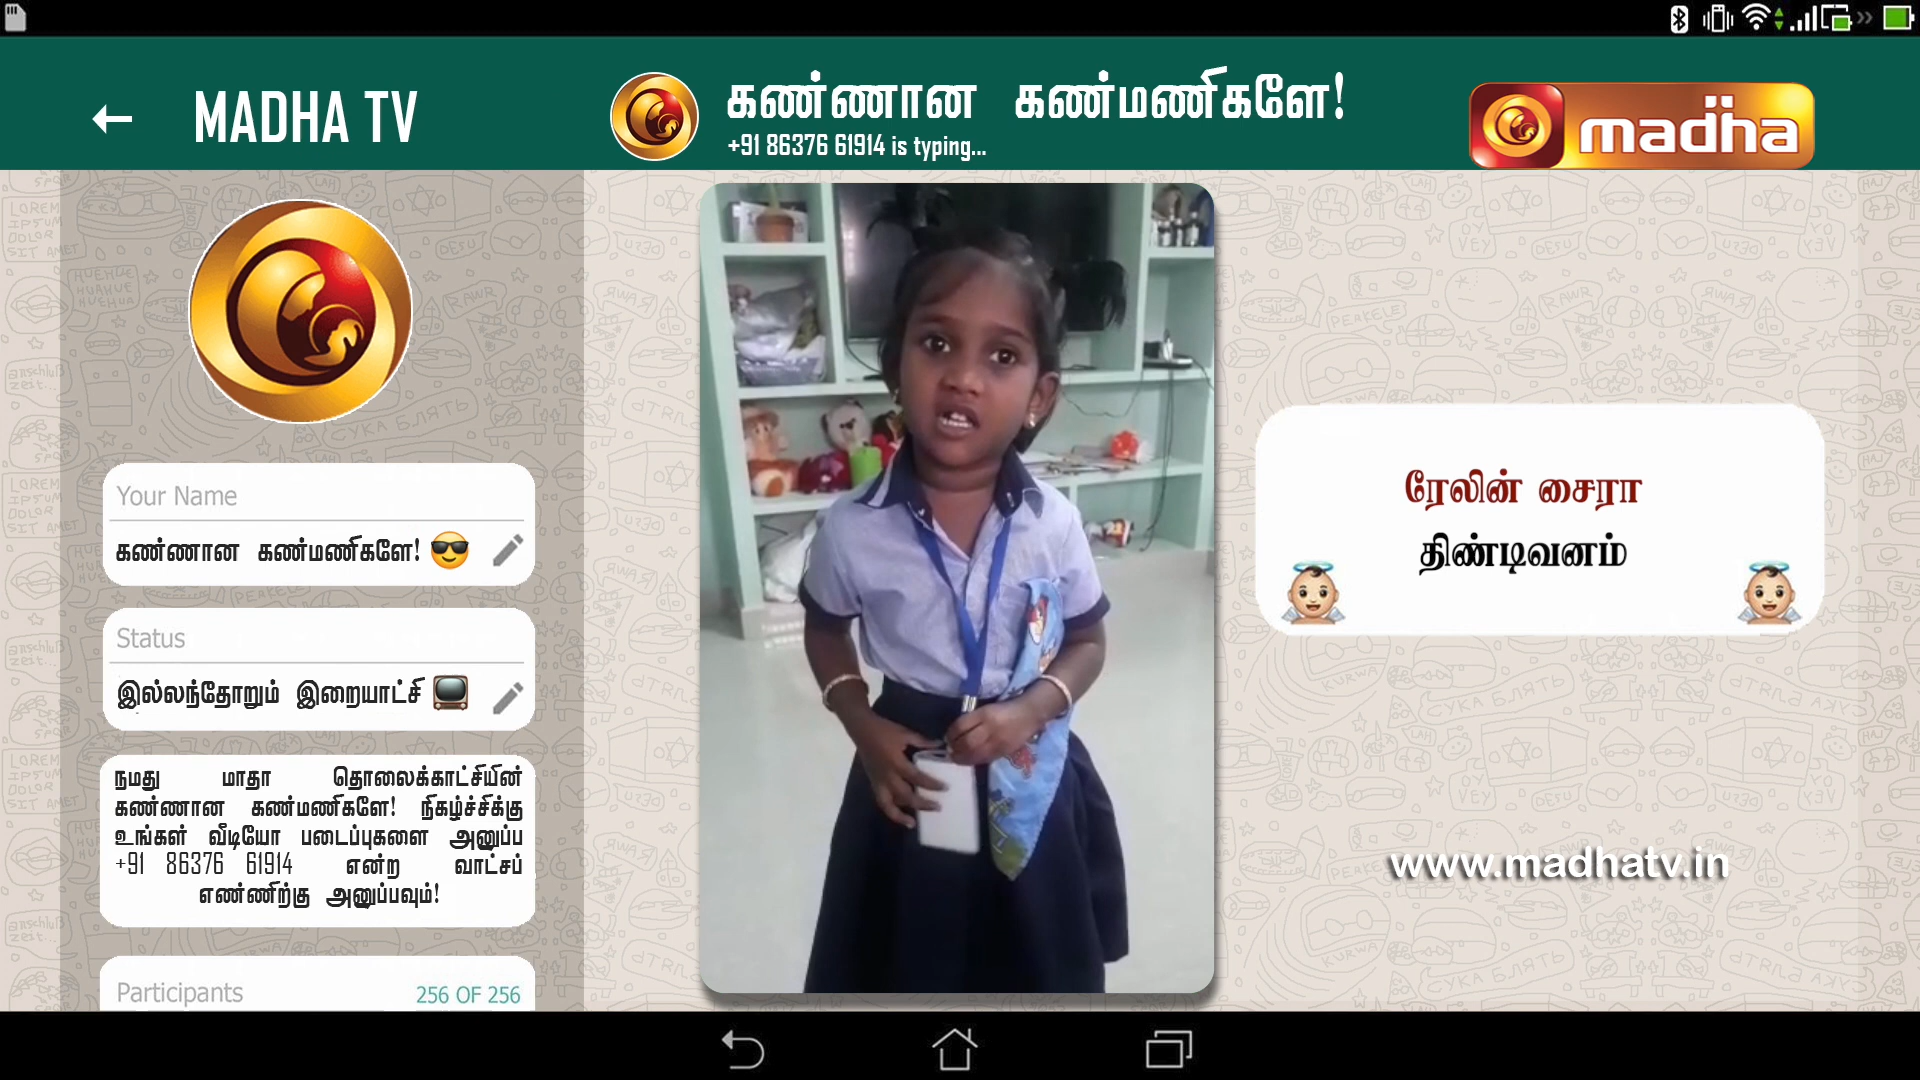 MADHA TV
கண்ணான கண்மணிகளே!
+91 86376 61914 is typing...
madha
Your Name
கண்ணான கண்மணிகளே!
Status
இல்லந்தோறும் இறையாட்சி
நமது மாதா தொலைக்காட்சியின்
கண்ணான கண்மணிகளே! நிகழ்ச்சிக்கு
உங்கள் வீடியோ படைப்புகளை அனுப்ப
+91 86376 61914 என்ற வாட்சப்
எண்ணிற்கு அனுப்பவும்!
Participants
256 OF 256
ரேலின் சைரா
திண்டிவனம்
www.madhatv.in